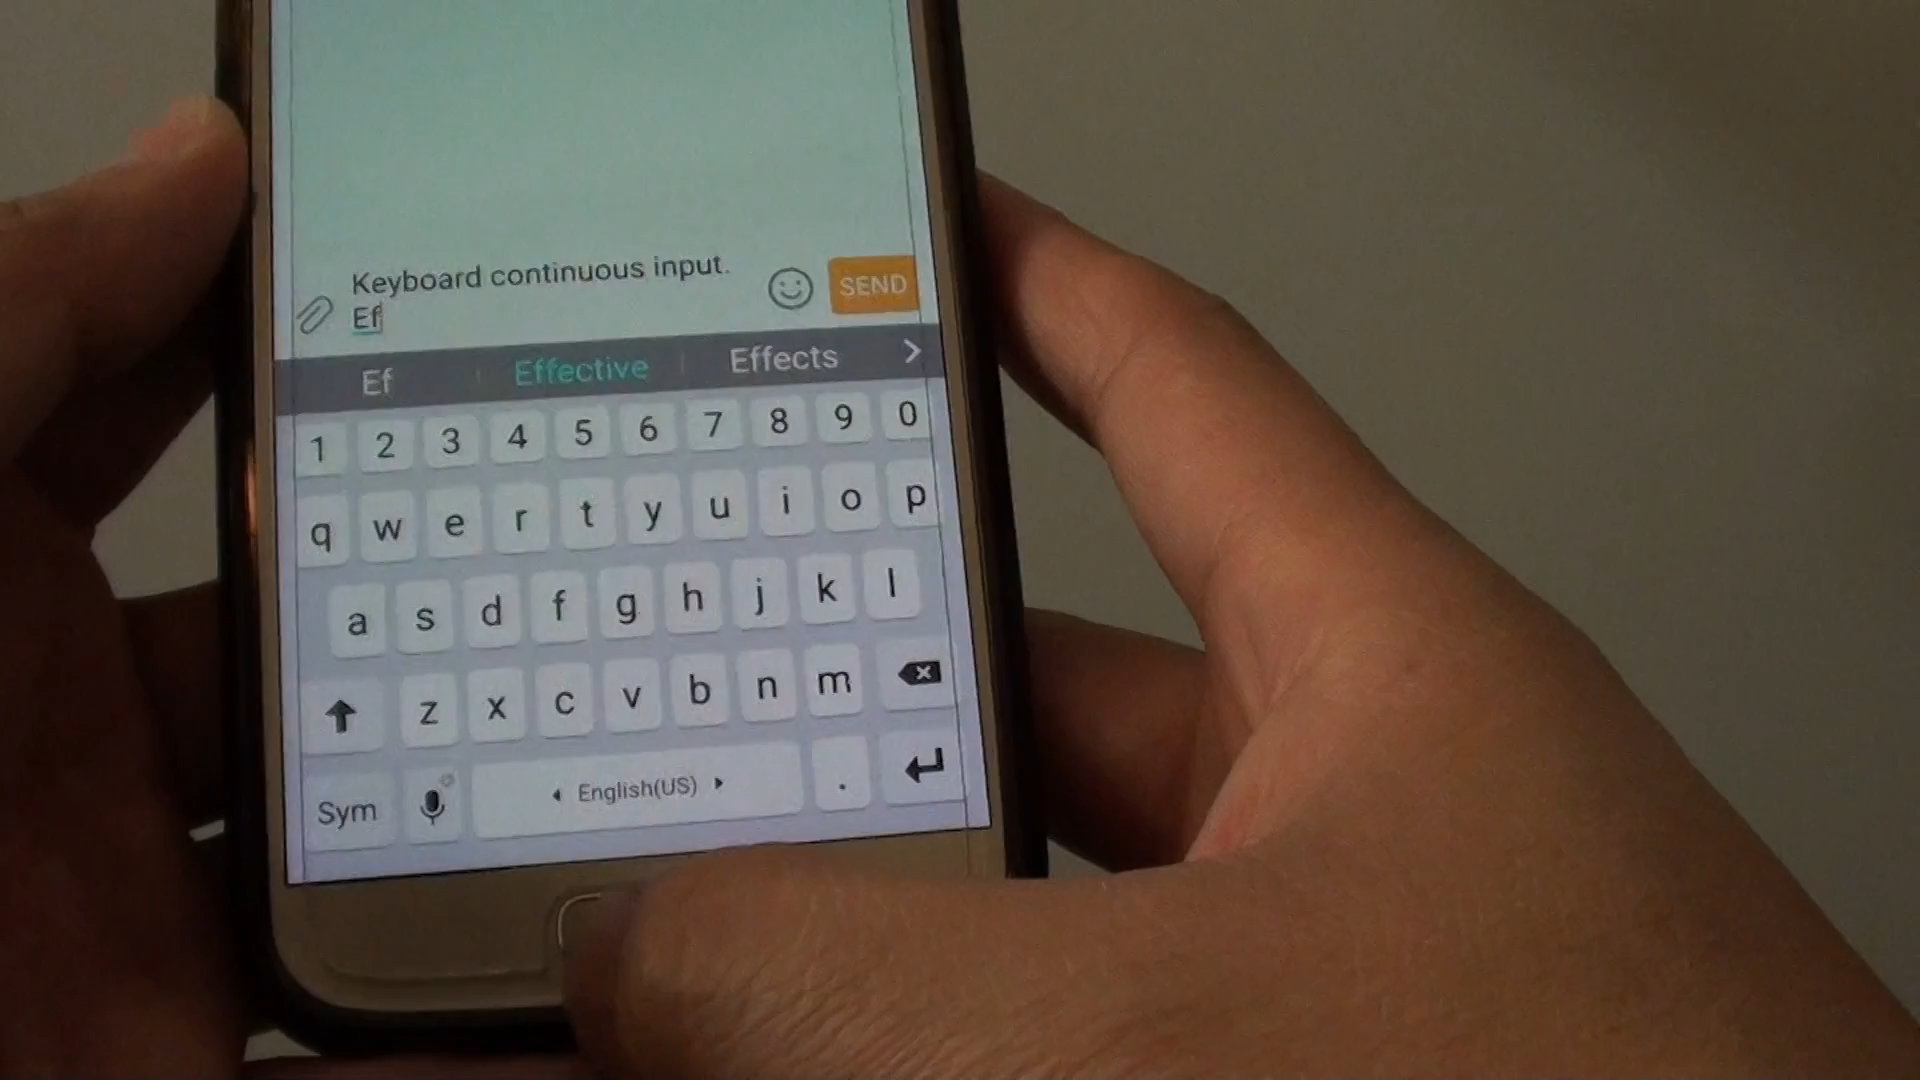 Keyboard continuous input.
Ef
SEND
Ef Effective Effects >
1 2 3 4 5 6 7 8 9 0
q w e r t y u i o p
a s d f g h j k l
z x c v b n m
Sym English(US) .